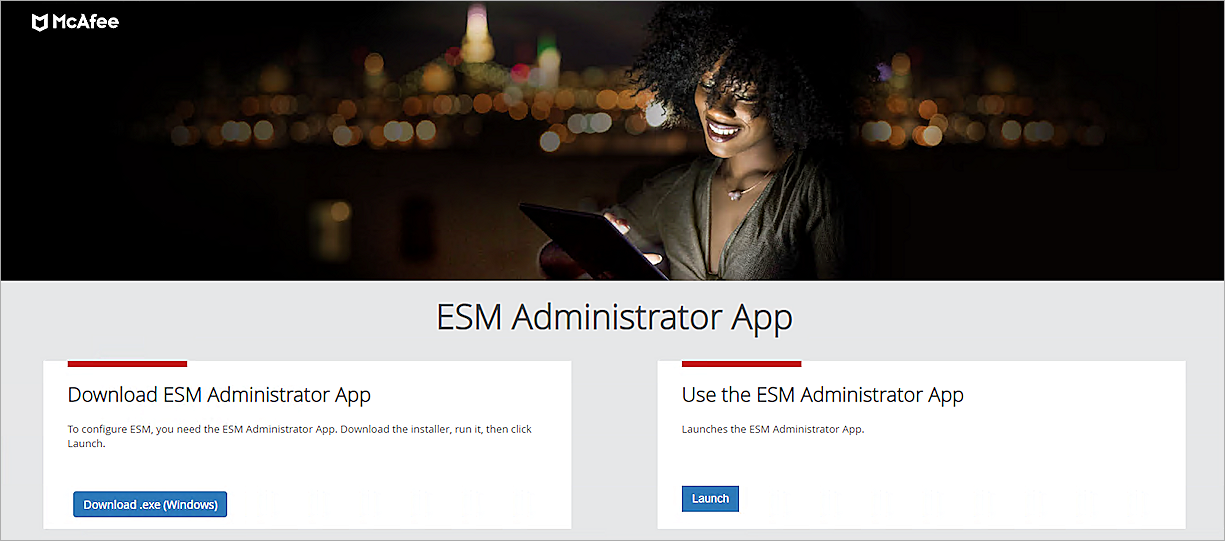 McAfee
ESM Administrator App
Download ESM Administrator App
To configure ESM, you need the ESM Administrator App. Download the installer, run it, then click
Launch.
Download .exe (Windows)
Use the ESM Administrator App
Launches the ESM Administrator App.
Launch